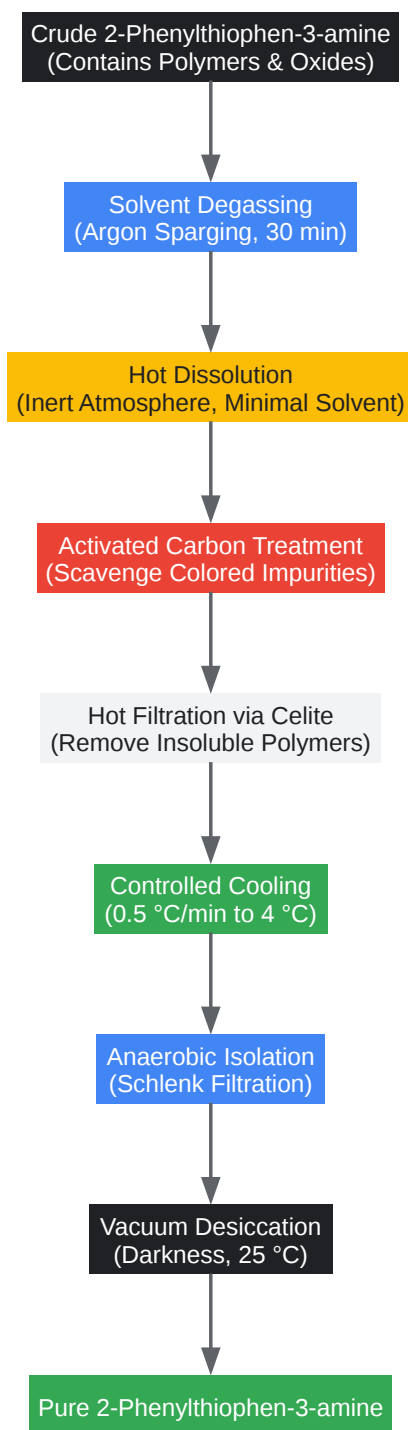 Crude 2-Phenylthiophen-3-amine
(Contains Polymers & Oxides)
Solvent Degassing
(Argon Sparging, 30 min)
Hot Dissolution
(Inert Atmosphere, Minimal Solvent)
Activated Carbon Treatment
(Scavenge Colored Impurities)
Hot Filtration via Celite
(Remove Insoluble Polymers)
Controlled Cooling
(0.5 °C/min to 4 °C)
Anaerobic Isolation
(Schlenk Filtration)
Vacuum Desiccation
(Darkness, 25 °C)
Pure 2-Phenylthiophen-3-amine